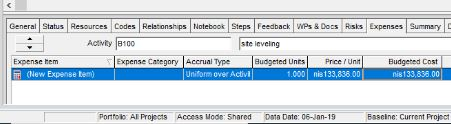 General Status Resources Codes Relationships Notebook Steps Feedback WPs & Docs Risks Expenses Summary
Activity B100 site leveling
Expense Item Expense Category Accrual Type Budgeted Units Price / Unit Budgeted Cost
(New Expense Item) Uniform over Activit 1.000 nis133,836.00 nis133,836.00
Portfolio: All Projects Access Mode: Shared Data Date: 06-Jan-19 Baseline: Current Project